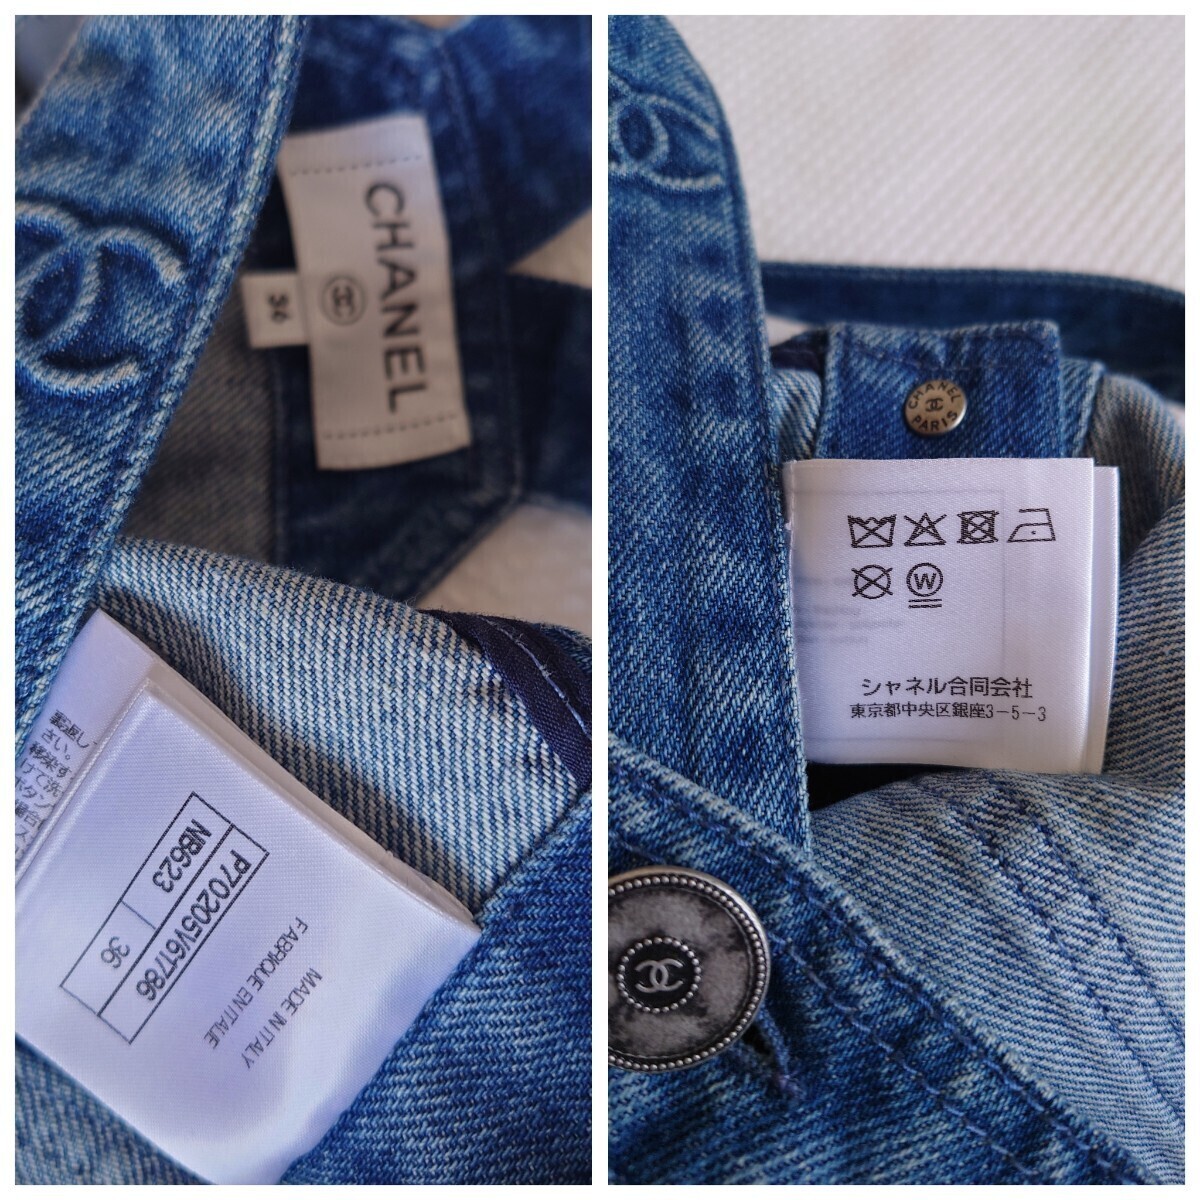 CHANEL
36
P70205V61786
NB623
36
FABRIQUE EN ITALIE
MADE IN ITALY
CHANEL
PARIS
W
シャネル合同会社
東京都中央区銀座3-5-3